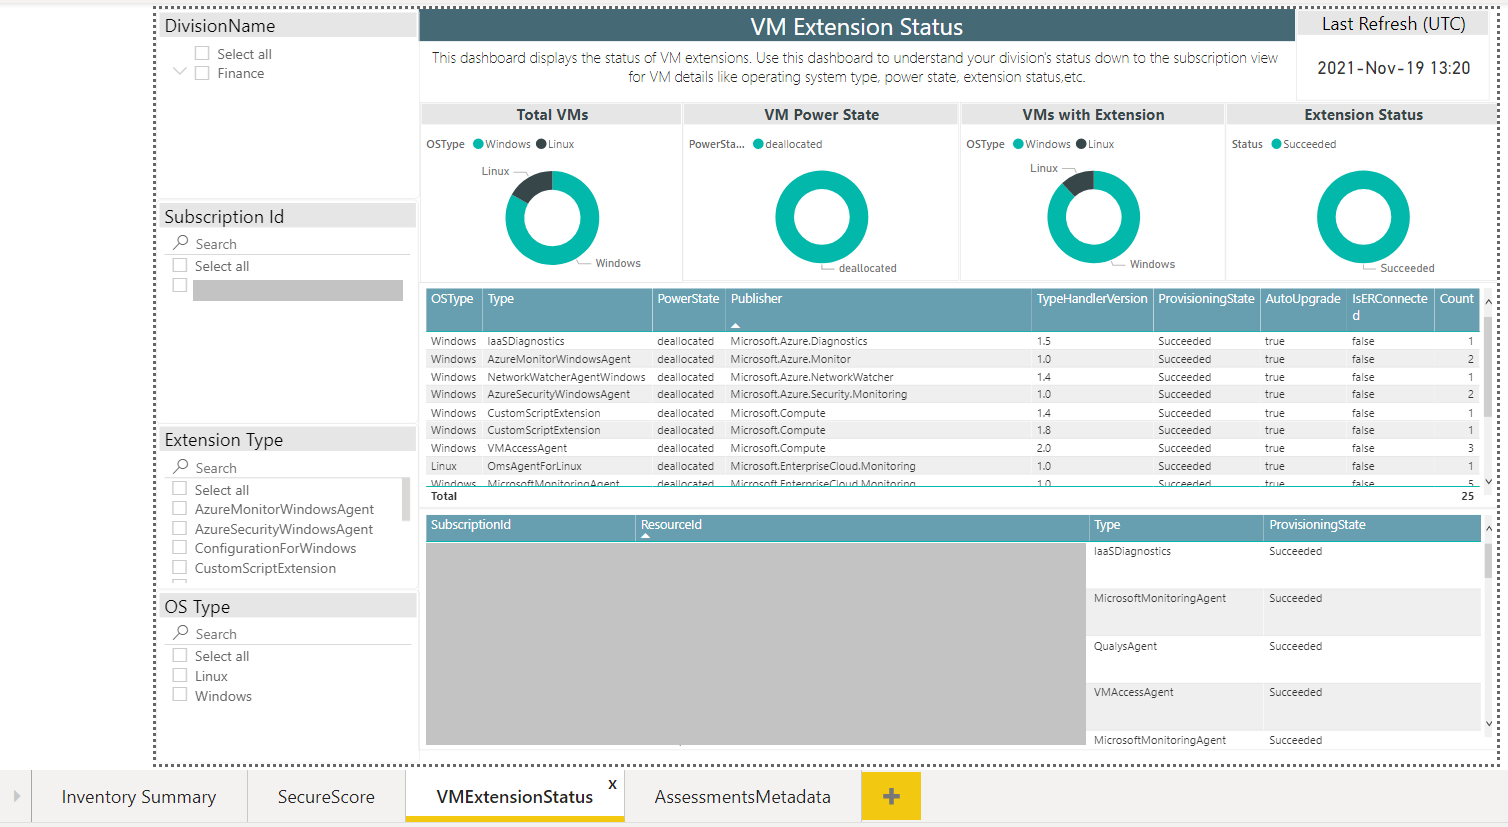 DivisionName
Select all
Finance
Subscription Id
Search
Select all
Extension Type
Search
Select all
AzureMonitorWindowsAgent
AzureSecurityWindowsAgent
ConfigurationForWindows
CustomScriptExtension
OS Type
Search
Select all
Linux
Windows
VM Extension Status
This dashboard displays the status of VM extensions. Use this dashboard to understand your division's status down to the subscription view
for VM details like operating system type, power state, extension status,etc.
Last Refresh (UTC)
2021-Nov-19 13:20
Total VMs
OSType Windows Linux
Linux
Windows
VM Power State
PowerSta... deallocated
deallocated
VMs with Extension
OSType Windows Linux
Linux
Windows
Extension Status
Status Succeeded
Succeeded
OSType Type PowerState Publisher TypeHandlerVersion ProvisioningState AutoUpgrade IsERConnecte Count
d
Windows IaaSDiagnostics deallocated Microsoft.Azure.Diagnostics 1.5 Succeeded true false 1
Windows AzureMonitorWindowsAgent deallocated Microsoft.Azure.Monitor 1.0 Succeeded true false 2
Windows NetworkWatcherAgentWindows deallocated Microsoft.Azure.NetworkWatcher 1.4 Succeeded true false 1
Windows AzureSecurityWindowsAgent deallocated Microsoft.Azure.Security.Monitoring 1.0 Succeeded true false 2
Windows CustomScriptExtension deallocated Microsoft.Compute 1.4 Succeeded true false 1
Windows CustomScriptExtension deallocated Microsoft.Compute 1.8 Succeeded true false 1
Windows VMAccessAgent deallocated Microsoft.Compute 2.0 Succeeded true false 3
Linux OmsAgentForLinux deallocated Microsoft.EnterpriseCloud.Monitoring 1.0 Succeeded true false 1
Windows MicrosoftMonitoringAgent deallocated Microsoft.EnterpriseCloud.Monitoring 1.0 Succeeded true false 5
Total 25
SubscriptionId ResourceId Type ProvisioningState
IaaSDiagnostics Succeeded
MicrosoftMonitoringAgent Succeeded
QualysAgent Succeeded
VMAccessAgent Succeeded
MicrosoftMonitoringAgent Succeeded
Inventory Summary SecureScore VMExtensionStatus x AssessmentsMetadata +